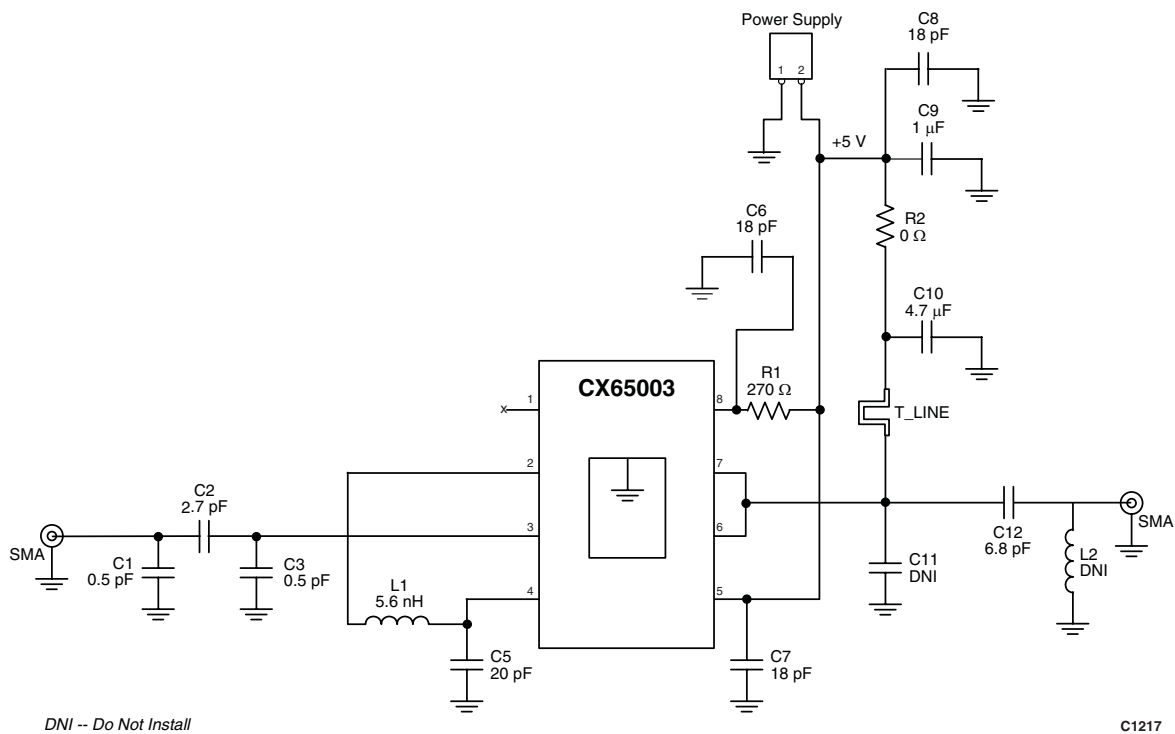 Power Supply
1 2
C8
18 pF
C9
1 µF
+5 V
R2
0 Ω
C6
18 pF
C10
4.7 µF
CX65003
R1
270 Ω
T_LINE
x
1
8
2
7
C2
2.7 pF
3
6
SMA
C1
0.5 pF
C3
0.5 pF
C12
6.8 pF
SMA
L2
DNI
C11
DNI
L1
5.6 nH
4
5
C5
20 pF
C7
18 pF
DNI -- Do Not Install
C1217